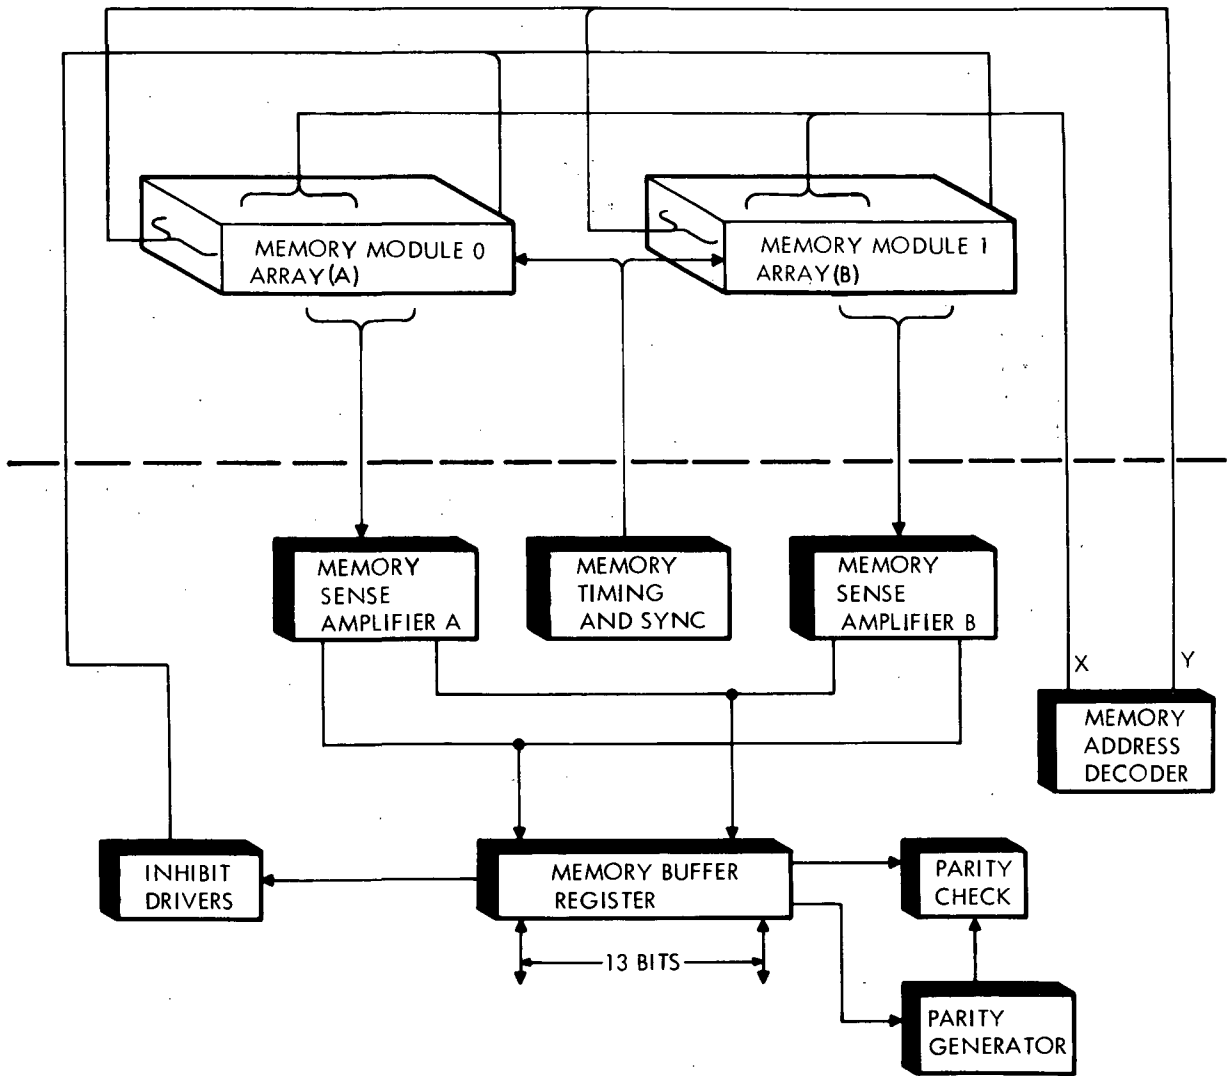 MEMORY MODULE 0
ARRAY(A)
MEMORY MODULE 1
ARRAY(B)
MEMORY
SENSE
AMPLIFIER A
MEMORY
TIMING
AND SYNC
MEMORY
SENSE
AMPLIFIER B
X
Y
MEMORY
ADDRESS
DECODER
INHIBIT
DRIVERS
MEMORY BUFFER
REGISTER
PARITY
CHECK
13 BITS
PARITY
GENERATOR